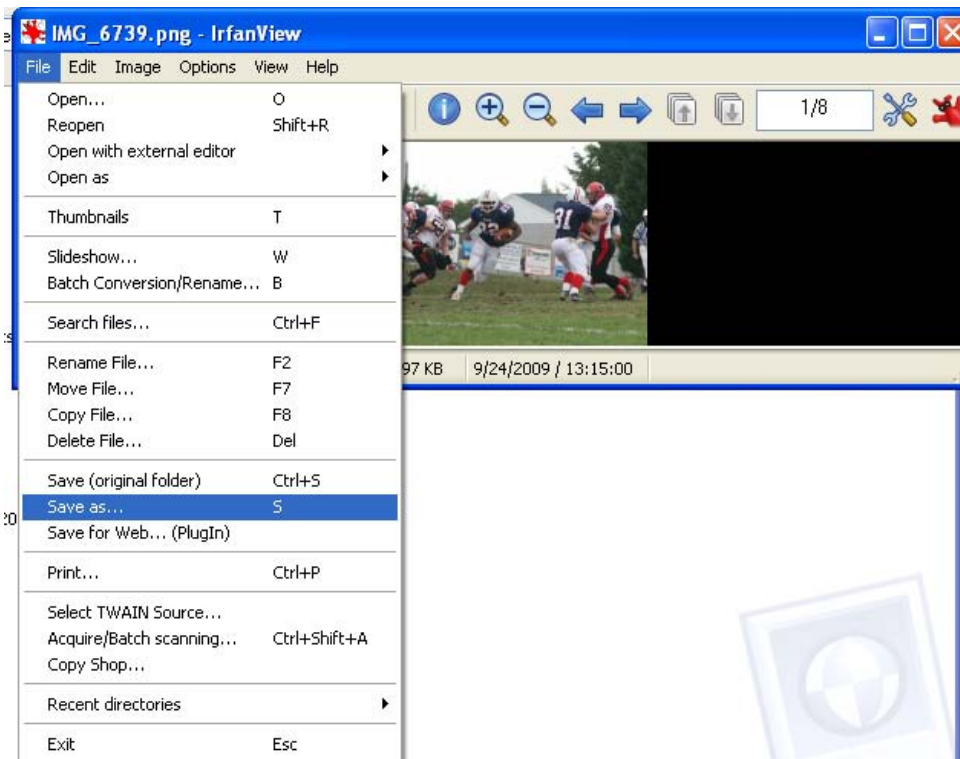 IMG_6739.png - IrfanView
File Edit Image Options View Help
1/8
Open... O
Reopen Shift+R
Open with external editor
Open as
Thumbnails T
Slideshow... W
Batch Conversion/Rename... B
Search files... Ctrl+F
Rename File... F2
Move File... F7
Copy File... F8
Delete File... Del
Save (original folder) Ctrl+S
Save as... S
Save for Web... (PlugIn)
Print... Ctrl+P
Select TWAIN Source...
Acquire/Batch scanning... Ctrl+Shift+A
Copy Shop...
Recent directories
Exit Esc
31
97 KB 9/24/2009 / 13:15:00